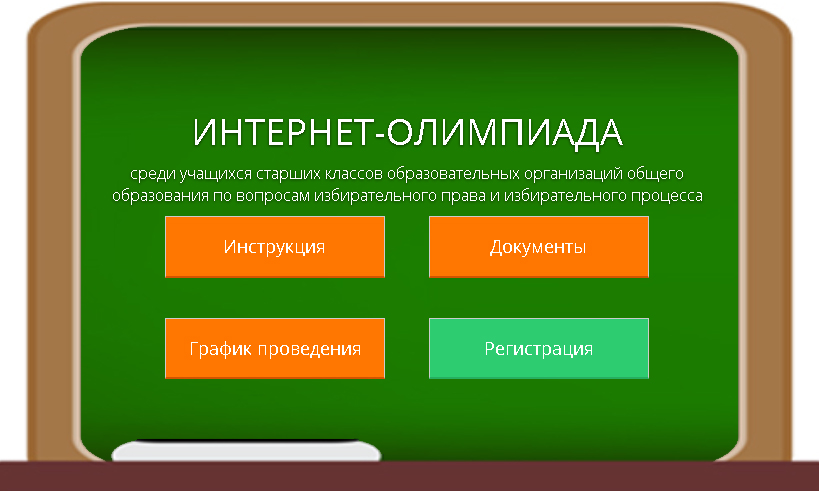 ИНТЕРНЕТ-ОЛИМПИАДА
среди учащихся старших классов образовательных организаций общего
образования по вопросам избирательного права и избирательного процесса
Инструкция
Документы
График проведения
Регистрация